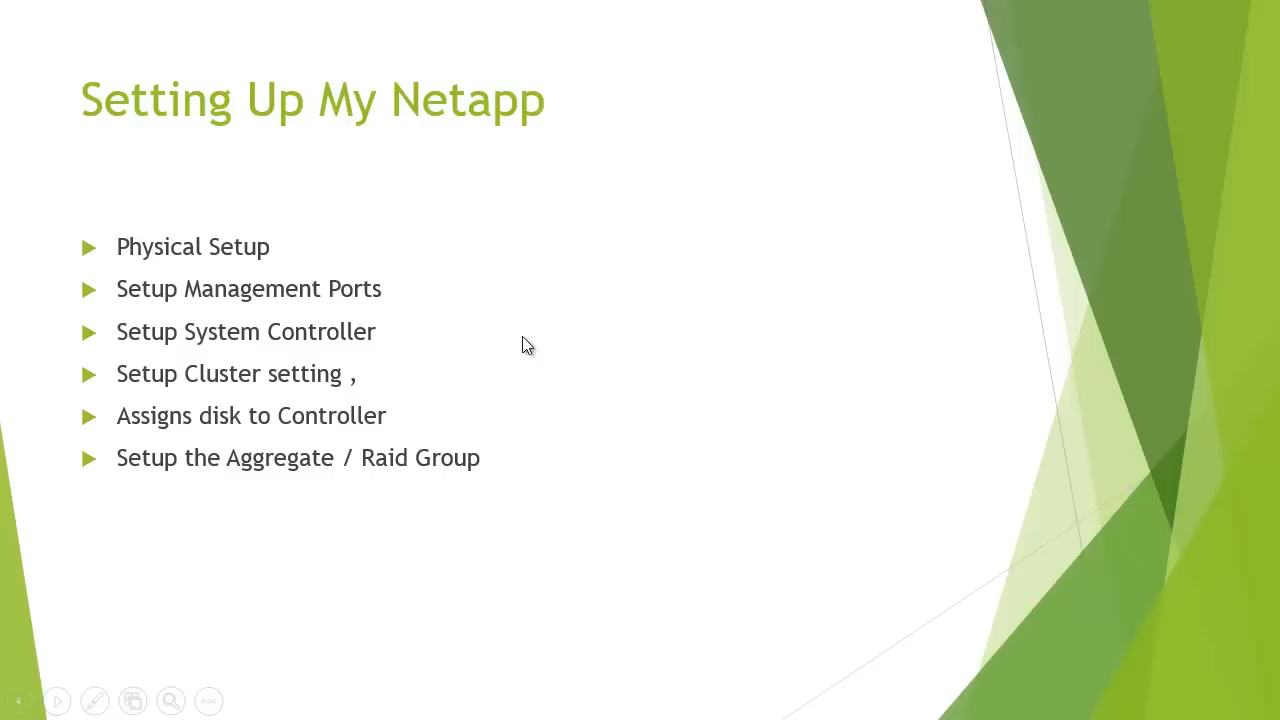 Setting Up My Netapp
Physical Setup
Setup Management Ports
Setup System Controller
Setup Cluster setting ,
Assigns disk to Controller
Setup the Aggregate / Raid Group